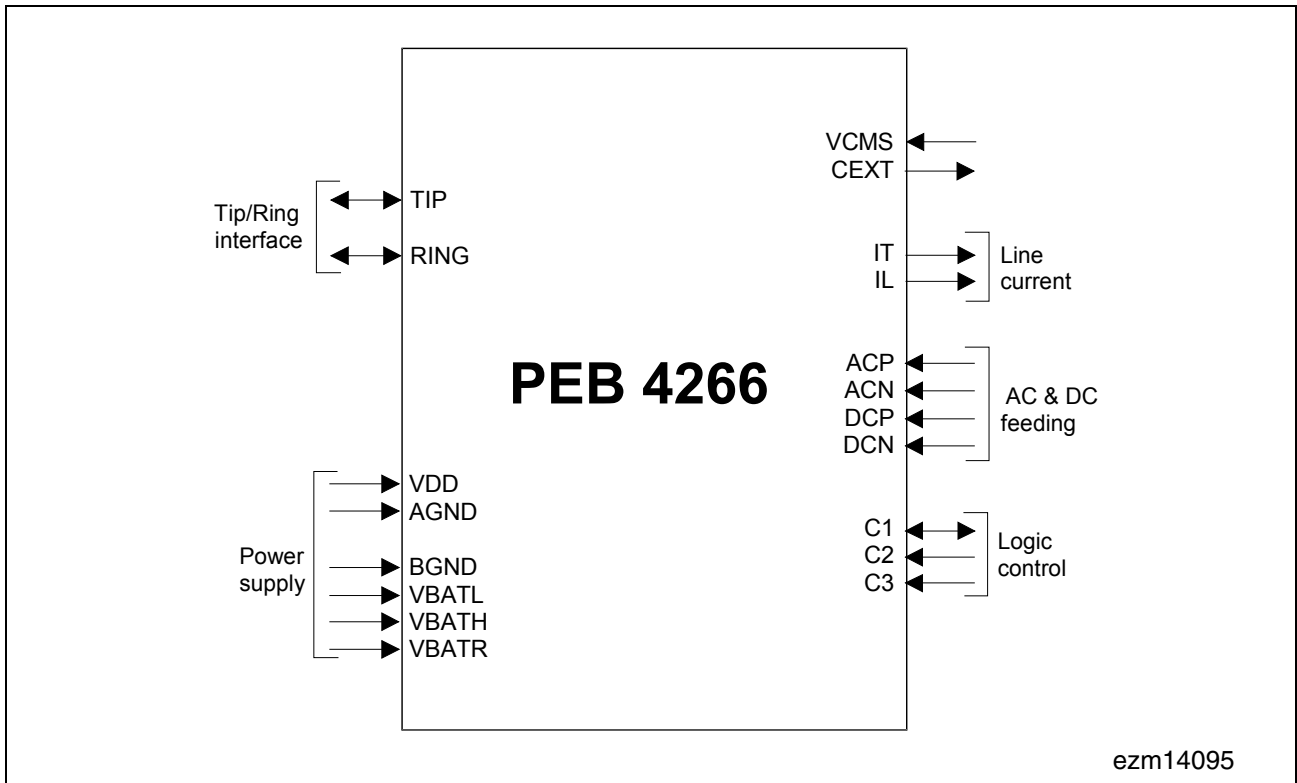 VCMS
CEXT
Tip/Ring
interface
TIP
RING
IT
IL
Line
current
PEB 4266
ACP
ACN
DCP
DCN
AC & DC
feeding
Power
supply
VDD
AGND
BGND
VBATL
VBATH
VBATR
C1
C2
C3
Logic
control
ezm14095